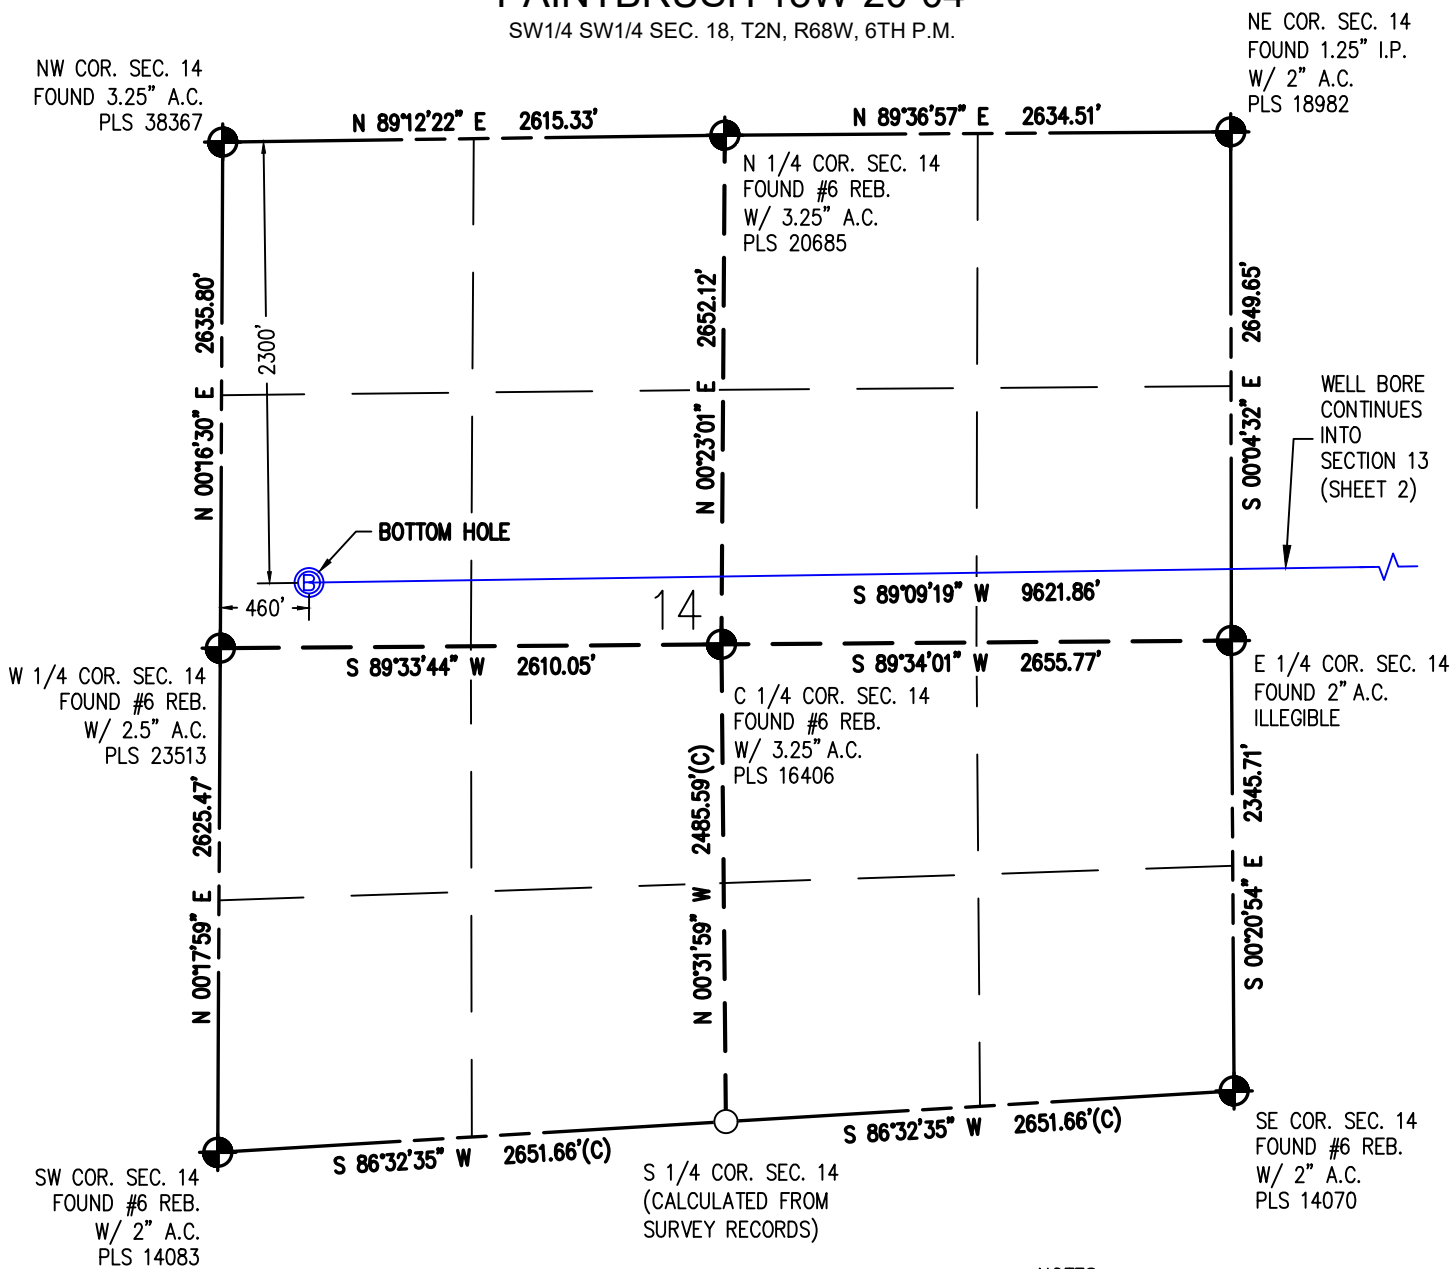 SW1/4 SW1/4 SEC. 18, T2N, R68W, 6TH P.M.
NW COR. SEC. 14
FOUND 3.25" A.C.
PLS 38367
N 89°12'22" E 2615.33'
N 89°36'57" E 2634.51'
NE COR. SEC. 14
FOUND 1.25" I.P.
W/ 2" A.C.
PLS 18982
N 1/4 COR. SEC. 14
FOUND #6 REB.
W/ 3.25" A.C.
PLS 20685
N 00°16'30" E 2635.80'
2300'
N 00°23'01" E 2652.12'
S 00°04'32" E 2649.65'
WELL BORE
CONTINUES
INTO
SECTION 13
(SHEET 2)
BOTTOM HOLE
B
460'
14
S 89°09'19" W 9621.86'
S 89°33'44" W 2610.05'
S 89°34'01" W 2655.77'
W 1/4 COR. SEC. 14
FOUND #6 REB.
W/ 2.5" A.C.
PLS 23513
C 1/4 COR. SEC. 14
FOUND #6 REB.
W/ 3.25" A.C.
PLS 16406
E 1/4 COR. SEC. 14
FOUND 2" A.C.
ILLEGIBLE
N 00°17'59" E 2625.47'
N 00°31'59" W 2485.59'(C)
S 00°20'54" E 2345.71'
S 86°32'35" W 2651.66'(C)
S 86°32'35" W 2651.66'(C)
SW COR. SEC. 14
FOUND #6 REB.
W/ 2" A.C.
PLS 14083
S 1/4 COR. SEC. 14
(CALCULATED FROM
SURVEY RECORDS)
SE COR. SEC. 14
FOUND #6 REB.
W/ 2" A.C.
PLS 14070